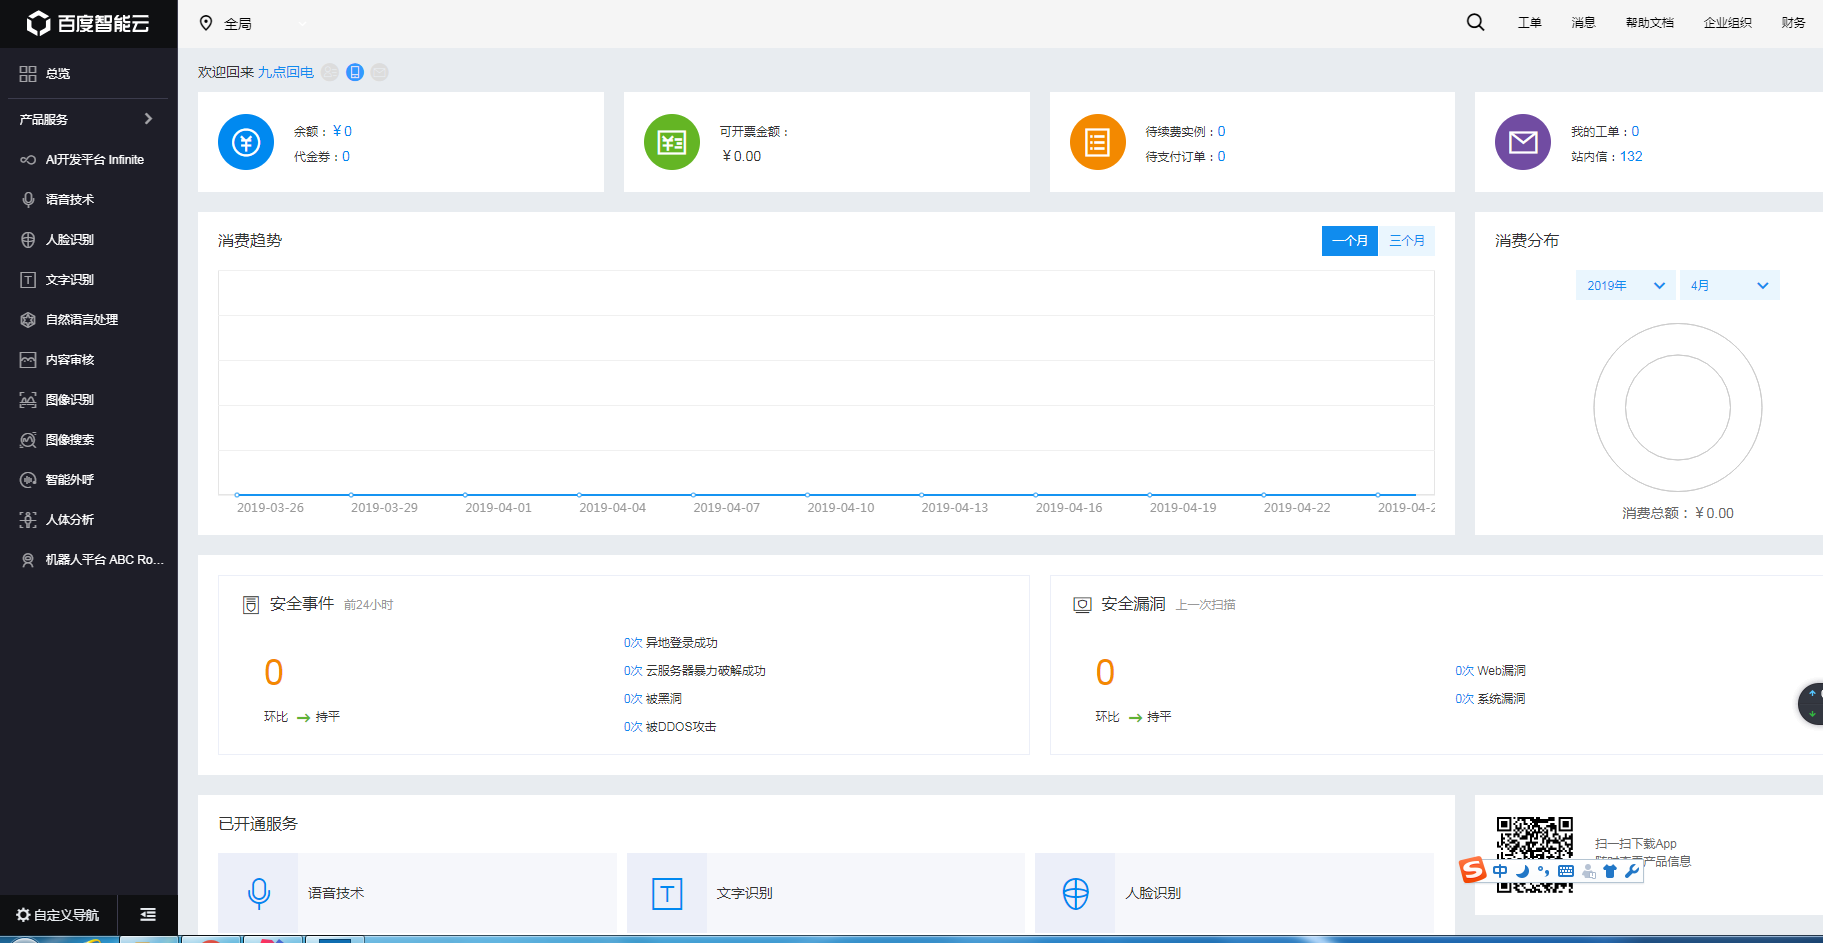 百度智能云
全局
工单
消息
帮助文档
企业组织
财务
总览
产品服务
AI开发平台 Infinite
语音技术
人脸识别
文字识别
自然语言处理
内容审核
图像识别
图像搜索
智能外呼
人体分析
机器人平台 ABC Ro...
自定义导航
欢迎回来 九点回电
余额：￥0
代金券：0
可开票金额：
￥0.00
待续费实例：0
待支付订单：0
我的工单：0
站内信：132
消费趋势
一个月
三个月
2019-03-26
2019-03-29
2019-04-01
2019-04-04
2019-04-07
2019-04-10
2019-04-13
2019-04-16
2019-04-19
2019-04-22
2019-04-2
消费分布
2019年
4月
消费总额：￥0.00
安全事件 前24小时
0
环比 持平
0次 异地登录成功
0次 云服务器暴力破解成功
0次 被黑洞
0次 被DDOS攻击
安全漏洞 上一次扫描
0
环比 持平
0次 Web漏洞
0次 系统漏洞
已开通服务
语音技术
文字识别
人脸识别
扫一扫下载App
产品信息
S 中